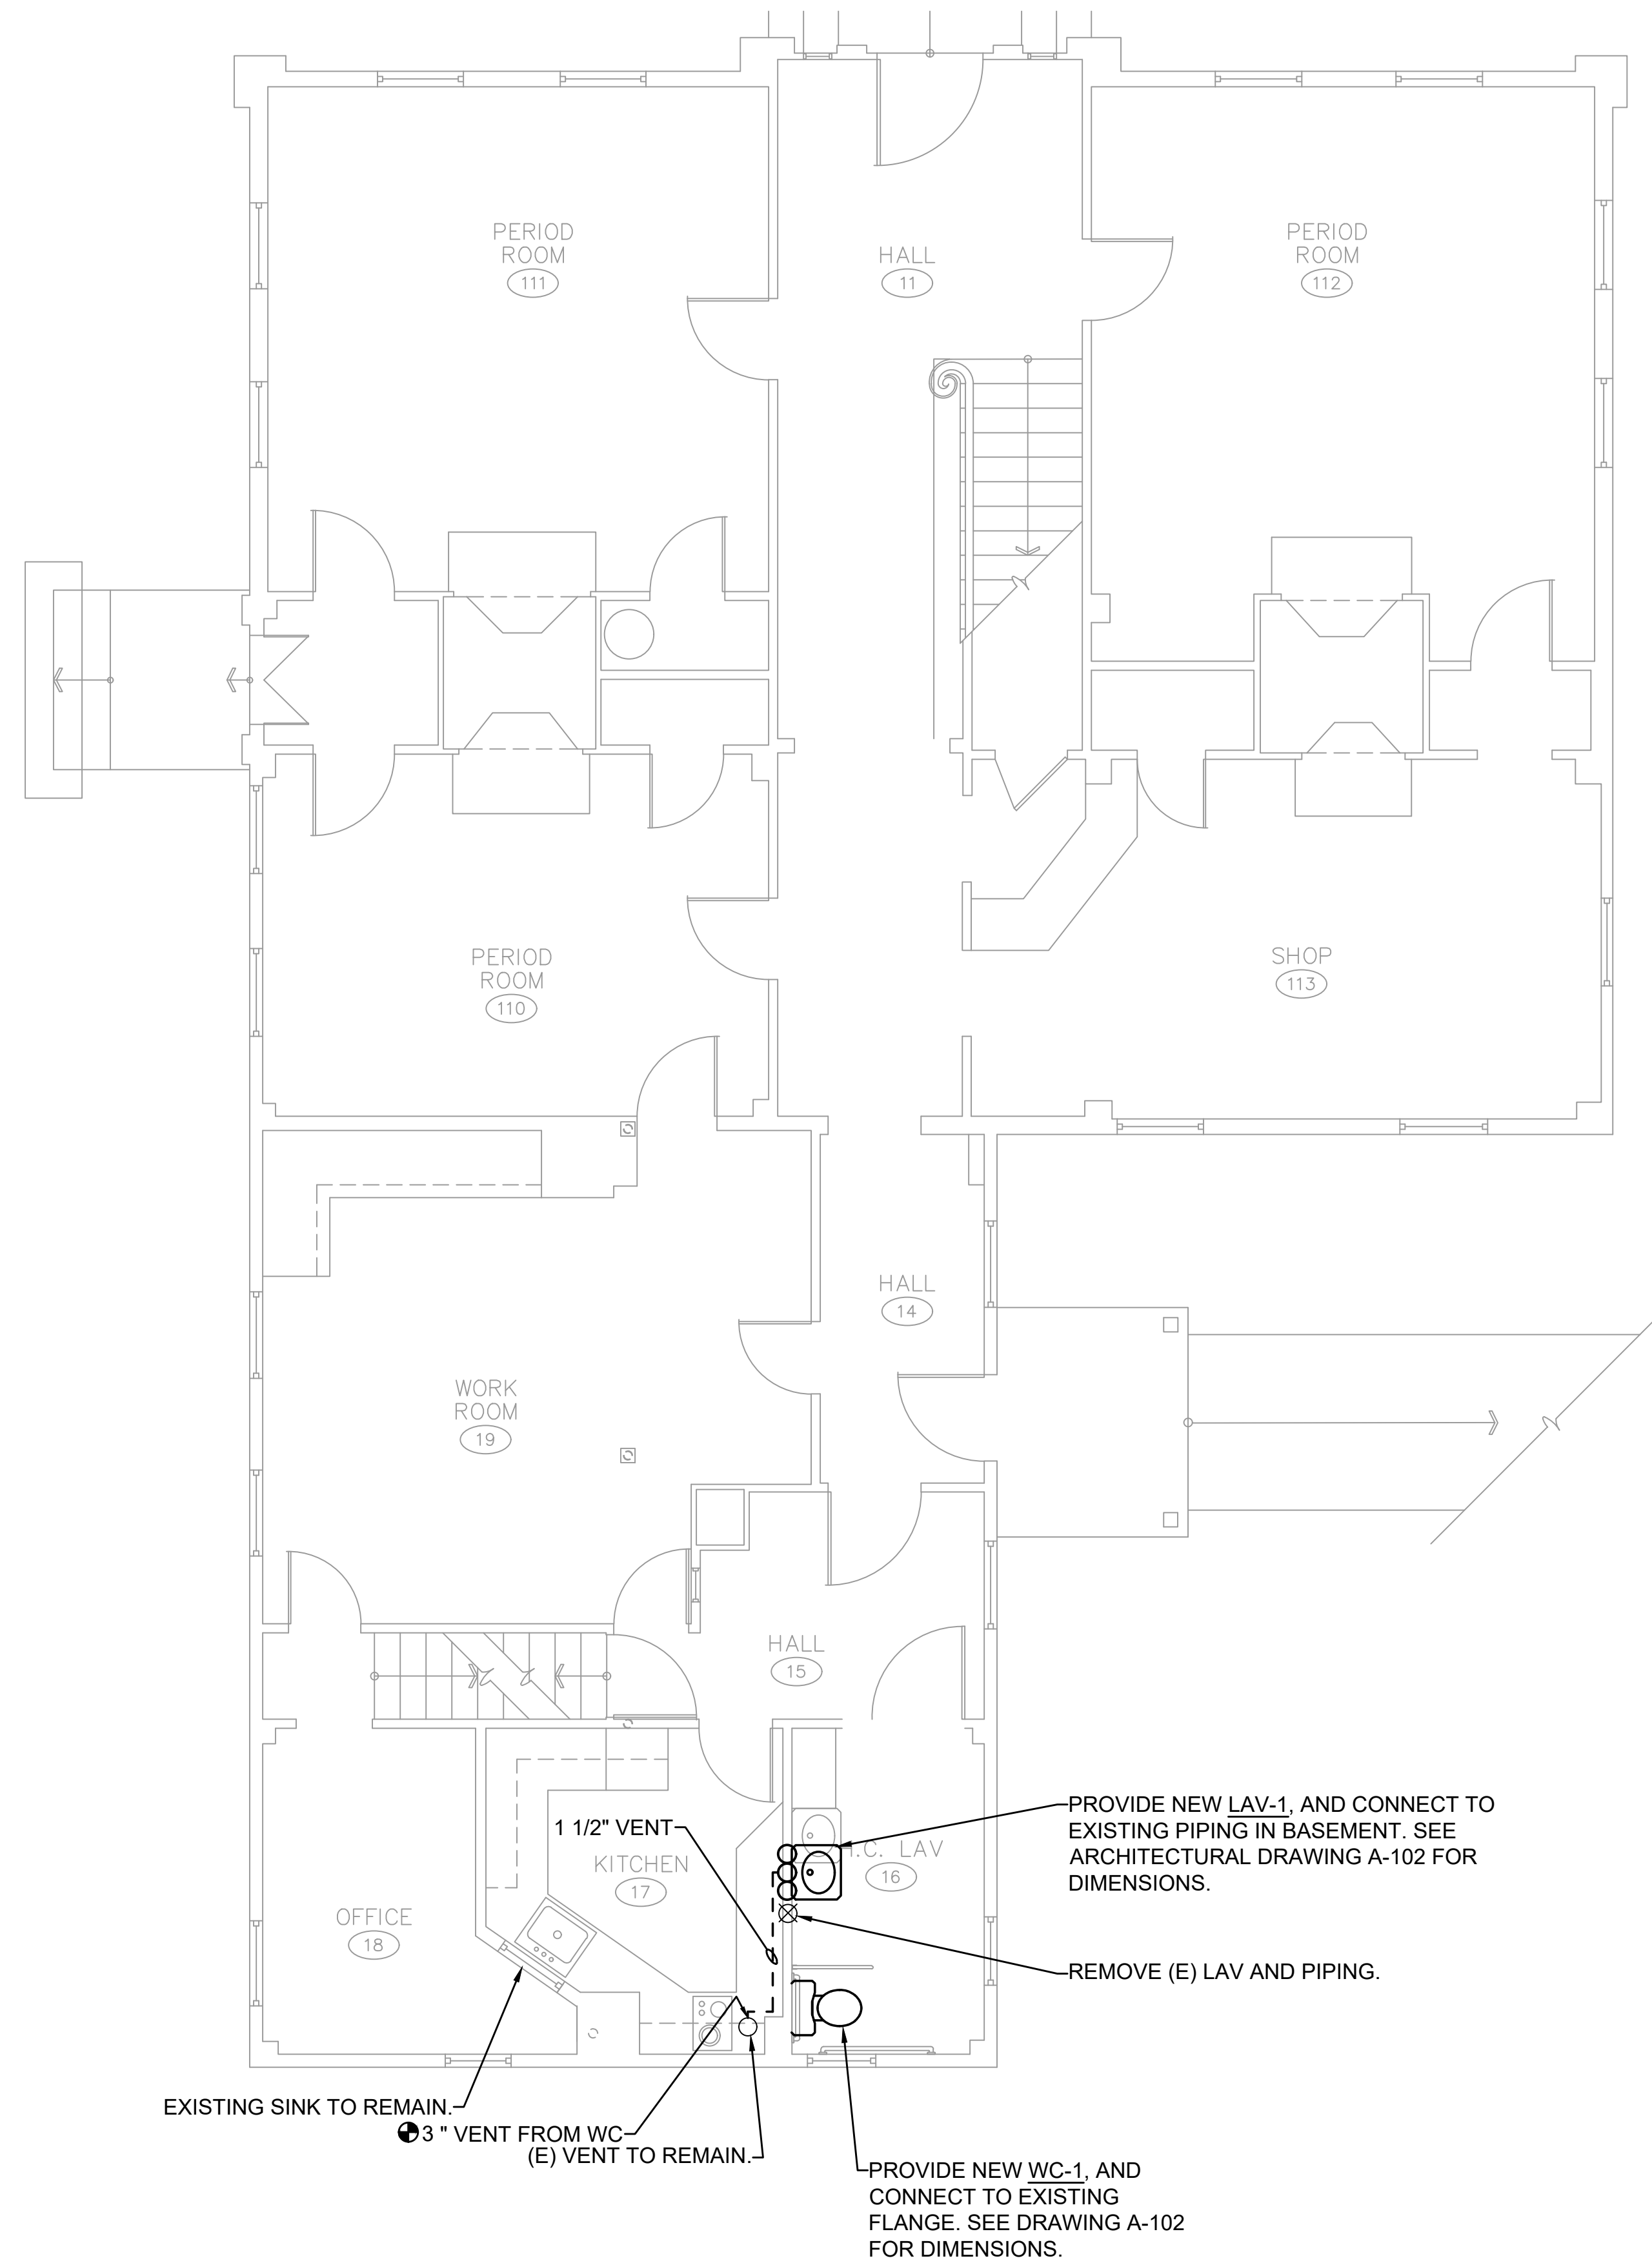 PERIOD
ROOM
111
HALL
11
PERIOD
ROOM
112
PERIOD
ROOM
110
SHOP
113
HALL
14
WORK
ROOM
19
HALL
15
1 1/2" VENT
KITCHEN
17
.C. LAV
16
OFFICE
18
PROVIDE NEW LAV-1, AND CONNECT TO
EXISTING PIPING IN BASEMENT. SEE
ARCHITECTURAL DRAWING A-102 FOR
DIMENSIONS.
REMOVE (E) LAV AND PIPING.
EXISTING SINK TO REMAIN.
3 " VENT FROM WC
(E) VENT TO REMAIN.
PROVIDE NEW WC-1, AND
CONNECT TO EXISTING
FLANGE. SEE DRAWING A-102
FOR DIMENSIONS.